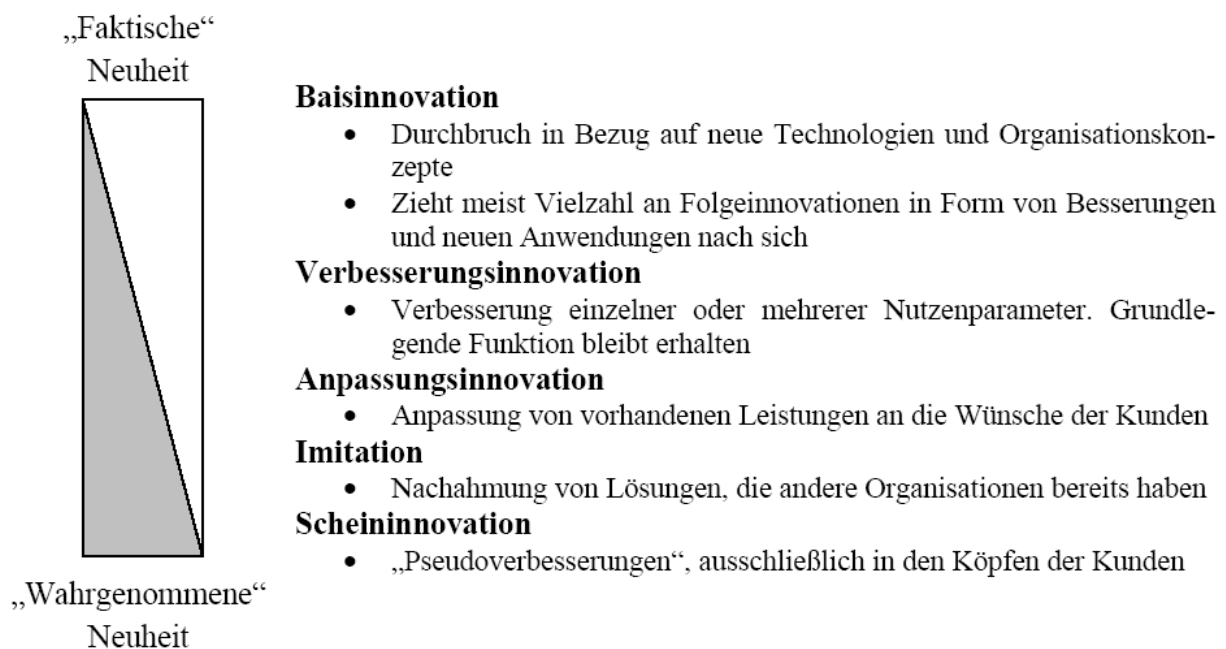 „Faktische“
Neuheit
Baisinnovation
• Durchbruch in Bezug auf neue Technologien und Organisationskon-
zepte
• Zieht meist Vielzahl an Folgeinnovationen in Form von Besserungen
und neuen Anwendungen nach sich
Verbesserungsinnovation
• Verbesserung einzelner oder mehrerer Nutzenparameter. Grundle-
gende Funktion bleibt erhalten
Anpassungsinnovation
• Anpassung von vorhandenen Leistungen an die Wünsche der Kunden
Imitation
• Nachahmung von Lösungen, die andere Organisationen bereits haben
Scheininnovation
• „Pseudoverbesserungen“, ausschließlich in den Köpfen der Kunden
„Wahrgenommene“
Neuheit